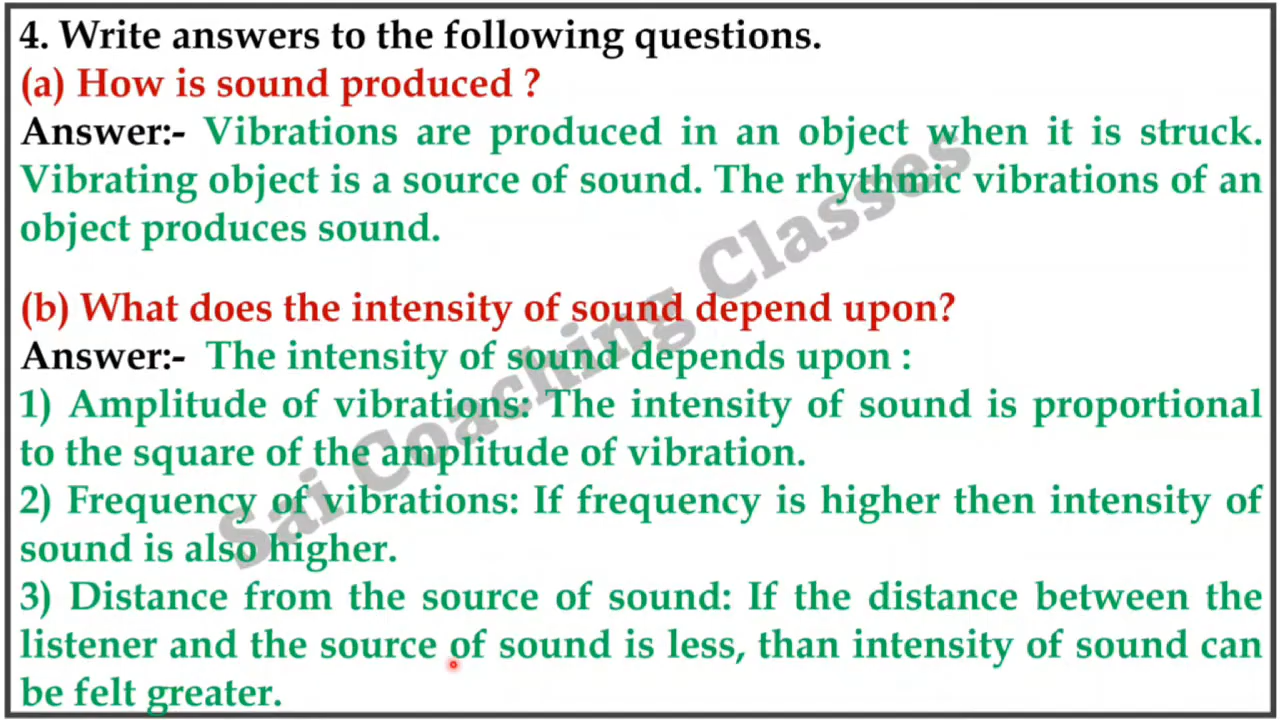 4. Write answers to the following questions.
(a) How is sound produced ?
Answer:- Vibrations are produced in an object when it is struck.
Vibrating object is a source of sound. The rhythmic vibrations of an
object produces sound.
(b) What does the intensity of sound depend upon?
Answer:- The intensity of sound depends upon :
1) Amplitude of vibrations: The intensity of sound is proportional
to the square of the amplitude of vibration.
2) Frequency of vibrations: If frequency is higher then intensity of
sound is also higher.
3) Distance from the source of sound: If the distance between the
listener and the source of sound is less, than intensity of sound can
be felt greater.
Sai Coaching Classes